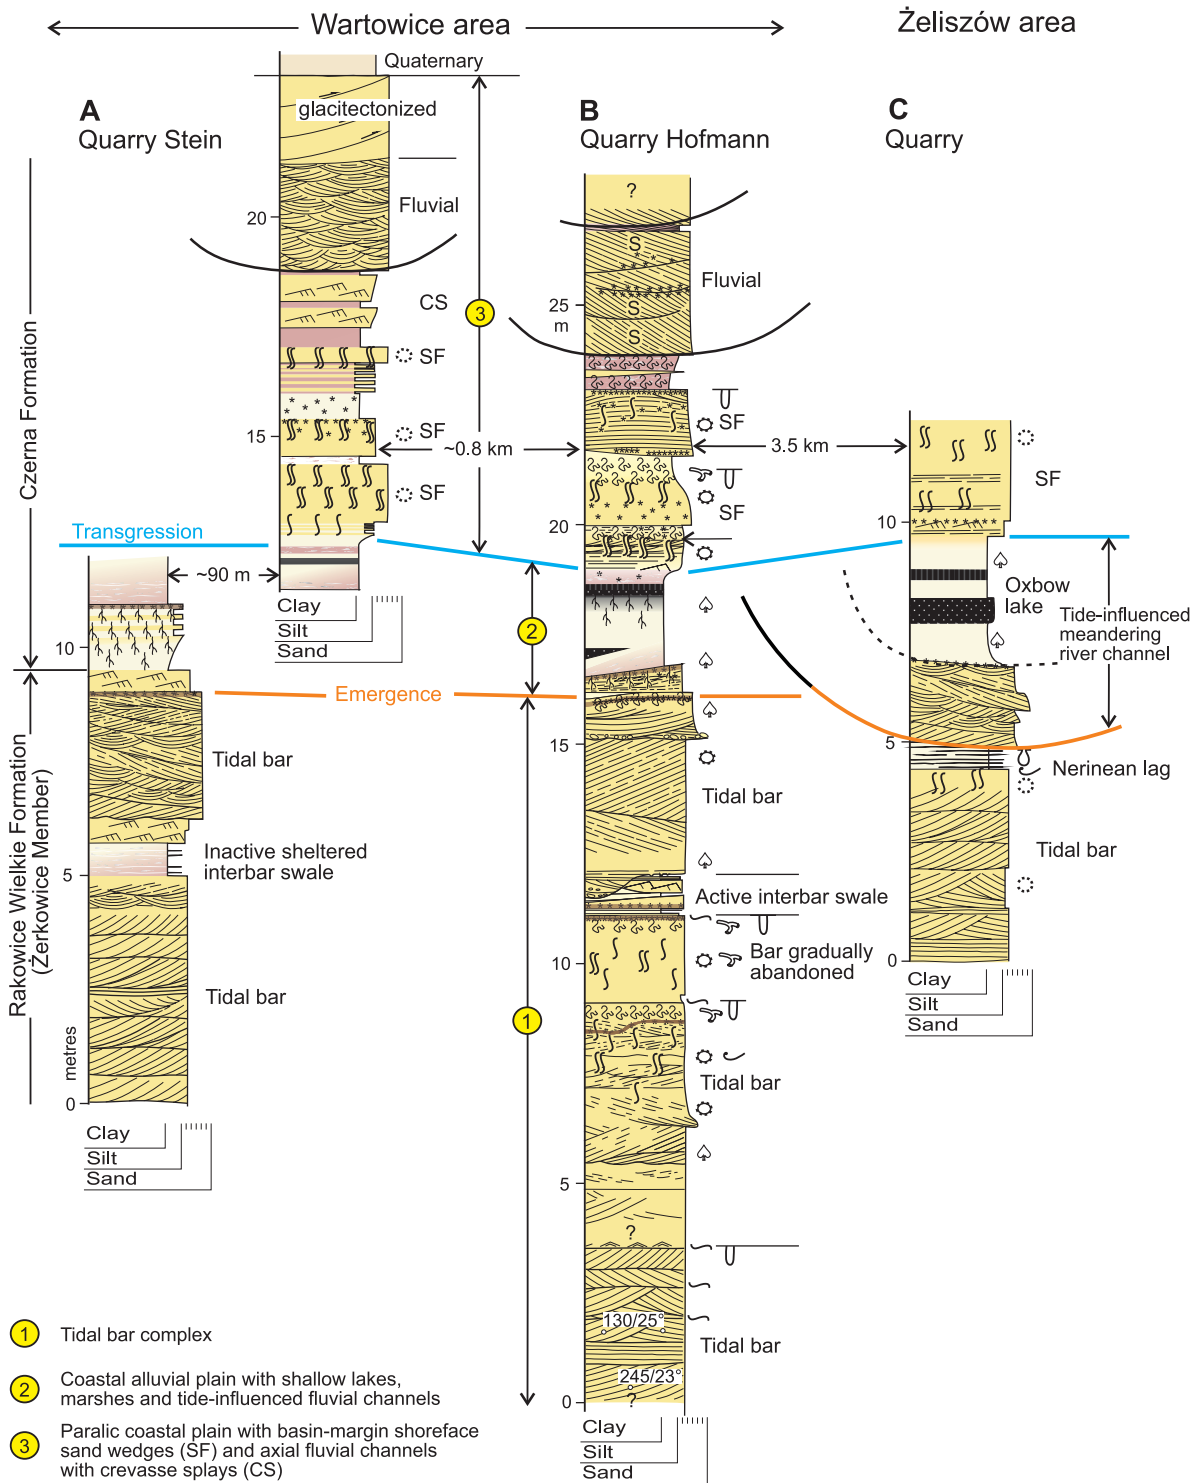 Wartowice area
Żeliszów area
Quaternary
glacitectonized
A
Quarry Stein
B
Quarry Hofmann
C
Quarry
Fluvial
20
CS
3
SF
15
SF
SF
~0.8 km
3.5 km
?
S
S
S
Fluvial
25
m
SF
SF
20
SF
10
Czerna Formation
Transgression
~90 m
Clay
Silt
Sand
2
Oxbow
lake
Tide-influenced
meandering
river channel
10
Emergence
5
Nerinean lag
Tidal bar
15
Tidal bar
Tidal bar
Inactive sheltered
interbar swale
5
Active interbar swale
Bar gradually
abandoned
10
0
Clay
Silt
Sand
Rakowice Wielkie Formation
(Żerkowice Member)
Tidal bar
metres
0
1
Tidal bar
Clay
Silt
Sand
5
?
130/25°
Tidal bar
245/23°
?
0
Clay
Silt
Sand
1 Tidal bar complex
2 Coastal alluvial plain with shallow lakes,
marshes and tide-influenced fluvial channels
3 Paralic coastal plain with basin-margin shoreface
sand wedges (SF) and axial fluvial channels
with crevasse splays (CS)